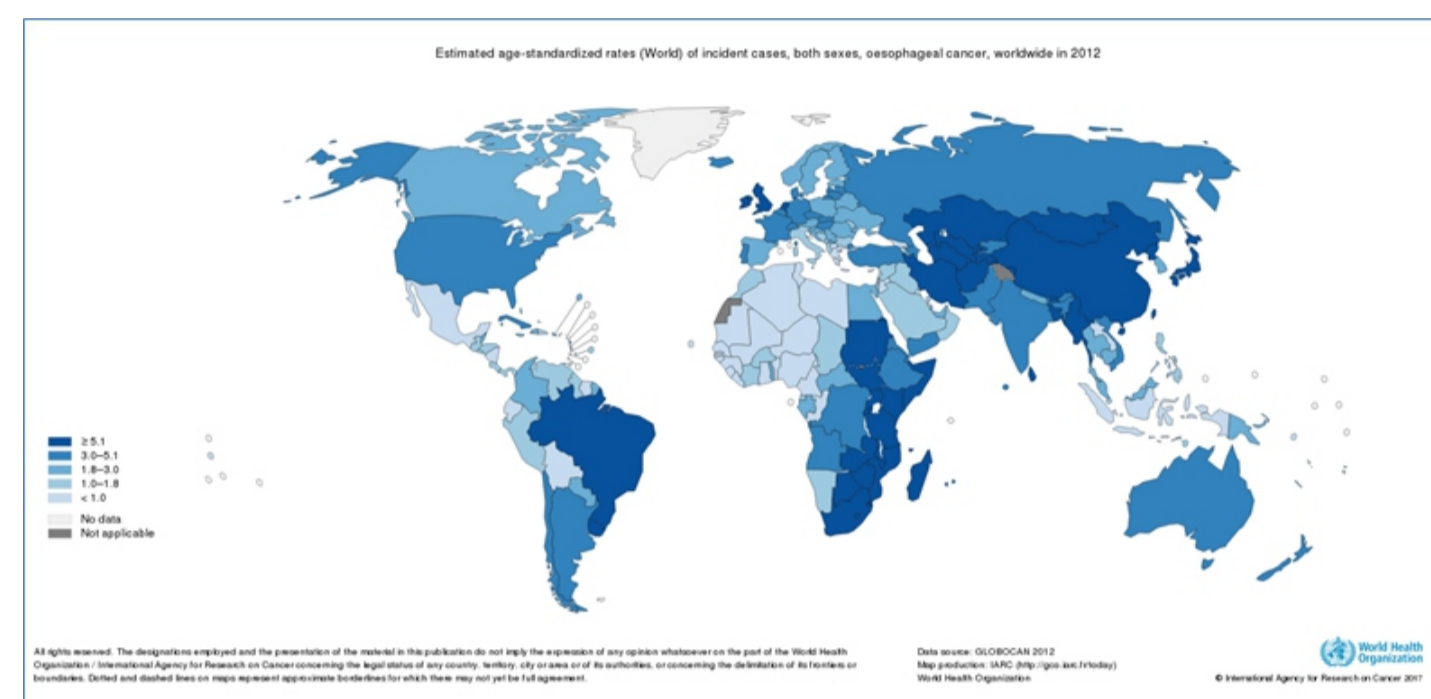 Estimated age-standardized rates (World) of incident cases, both sexes, oesophageal cancer, worldwide in 2012
≥ 5.1
3.0–5.1
1.8–3.0
1.0–1.8
< 1.0
No data
Not applicable
All rights reserved. The designations employed and the presentation of the material in this publication do not imply the expression of any opinion whatsoever on the part of the World Health
Organization / International Agency for Research on Cancer concerning the legal status of any country, territory, city or area or of its authorities, or concerning the delimitation of its frontiers or
boundaries. Dotted and dashed lines on maps represent approximate borderlines for which there may not yet be full agreement.
Data source: GLOBOCAN 2012
Map production: IARC (http://gco.iarc.fr/today)
World Health Organization
World Health
Organization
© International Agency for Research on Cancer 2017